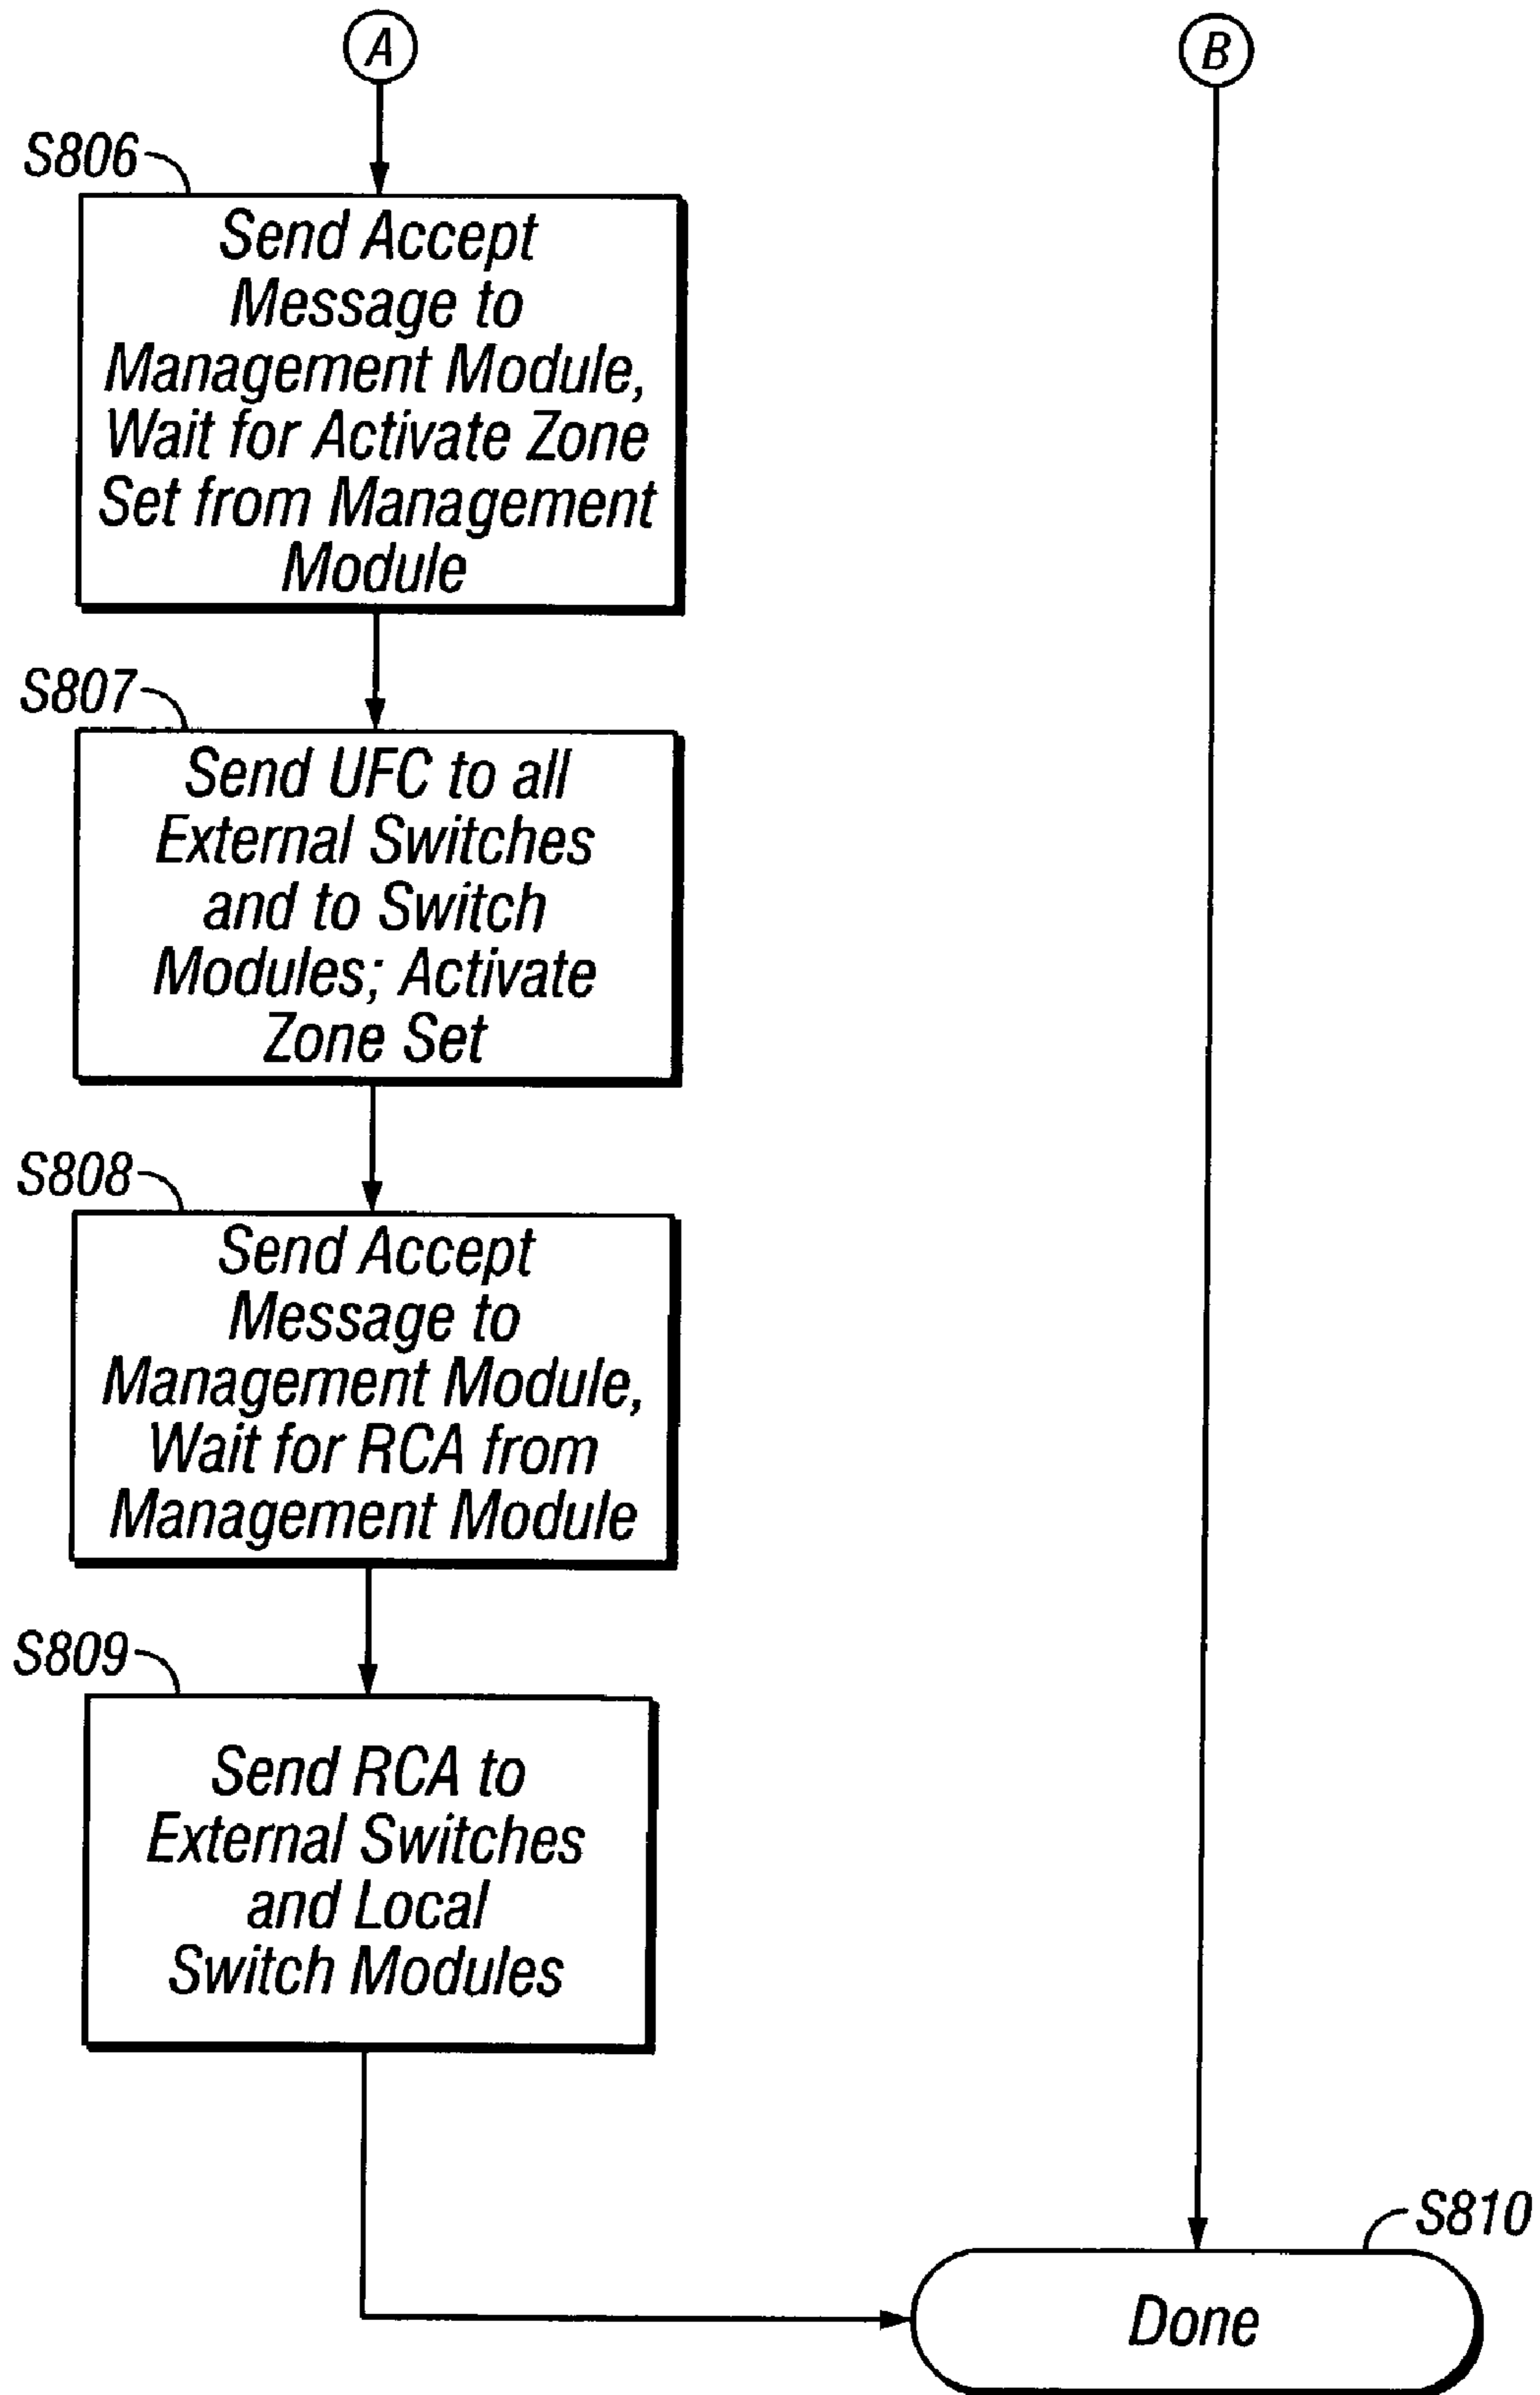 A
B
S806
Send Accept
Message to
Management Module,
Wait for Activate Zone
Set from Management
Module
S807
Send UFC to all
External Switches
and to Switch
Modules; Activate
Zone Set
S808
Send Accept
Message to
Management Module,
Wait for RCA from
Management Module
S809
Send RCA to
External Switches
and Local
Switch Modules
S810
Done